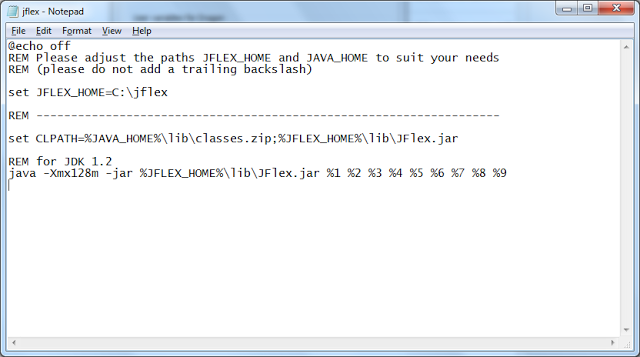 jflex - Notepad
File Edit Format View Help
@echo off
REM Please adjust the paths JFLEX_HOME and JAVA_HOME to suit your needs
REM (please do not add a trailing backslash)
set JFLEX_HOME=C:\jflex
REM -------------------------------------------------------------------
set CLPATH=%JAVA_HOME%\lib\classes.zip;%JFLEX_HOME%\lib\JFlex.jar
REM for JDK 1.2
java -Xmx128m -jar %JFLEX_HOME%\lib\JFlex.jar %1 %2 %3 %4 %5 %6 %7 %8 %9